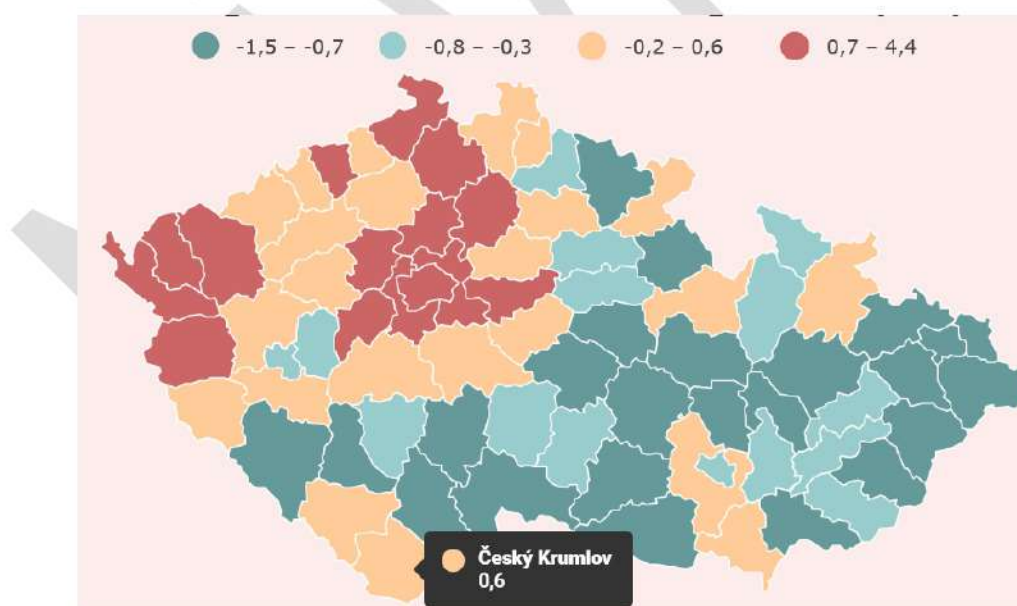 -1,5 – -0,7 -0,8 – -0,3 -0,2 – 0,6 0,7 – 4,4
Český Krumlov
0,6